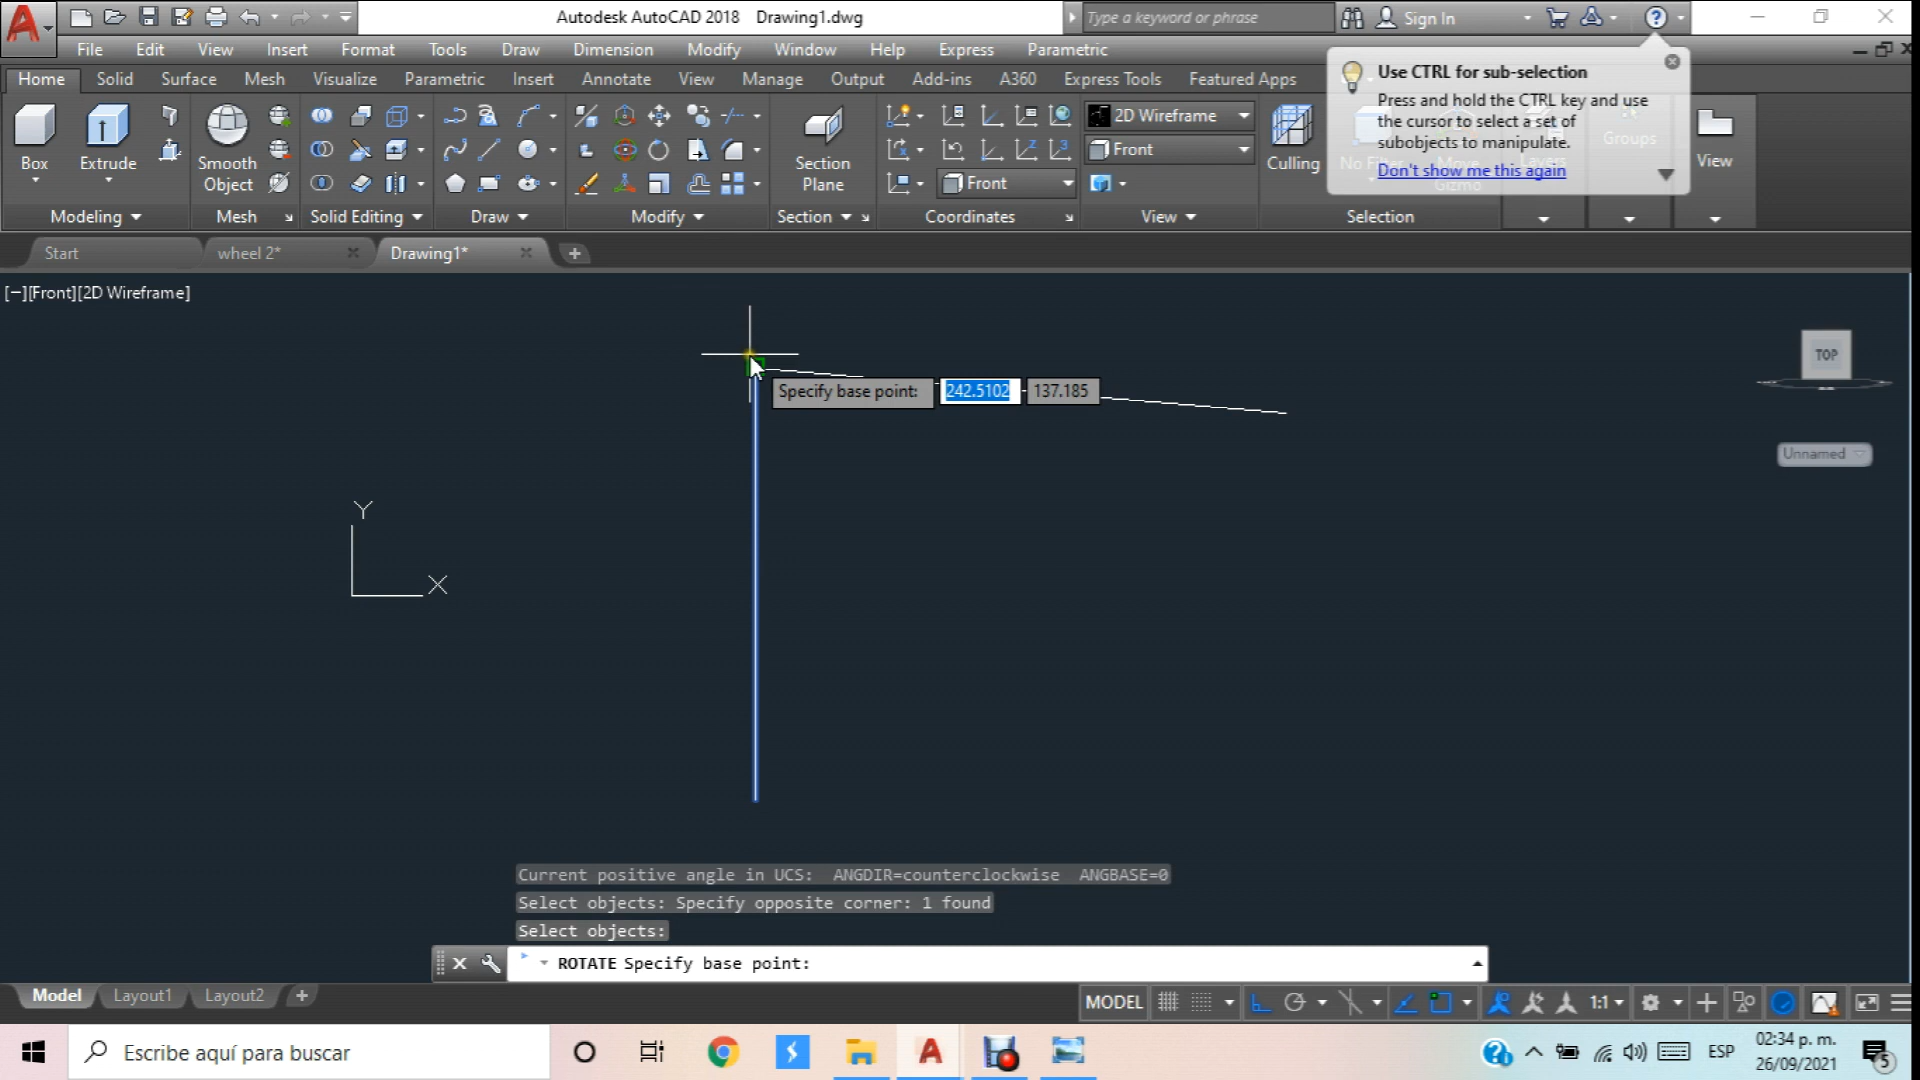 Autodesk AutoCAD 2018 Drawing1.dwg
Type a keyword or phrase
Sign In
File Edit View Insert Format Tools Draw Dimension Modify Window Help Express Parametric
Home Solid Surface Mesh Visualize Parametric Insert Annotate View Manage Output Add-ins A360 Express Tools Featured Apps
Use CTRL for sub-selection
Press and hold the CTRL key and use
the cursor to select a set of
subobjects to manipulate.
Don't show me this again
Box
Extrude
Smooth
Object
Section
Plane
2D Wireframe
Front
Front
Culling
No Filter
Move
Gizmo
Layers
Groups
View
Modeling Mesh Solid Editing Draw Modify Section Coordinates View Selection
Start wheel 2* Drawing1*
[−][Front][2D Wireframe]
TOP
Unnamed
Specify base point: 242.5102 137.185
Y
X
Current positive angle in UCS: ANGDIR=counterclockwise ANGBASE=0
Select objects: Specify opposite corner: 1 found
Select objects:
ROTATE Specify base point:
Model Layout1 Layout2
MODEL
1:1
Escribe aquí para buscar
ESP
02:34 p. m.
26/09/2021
5